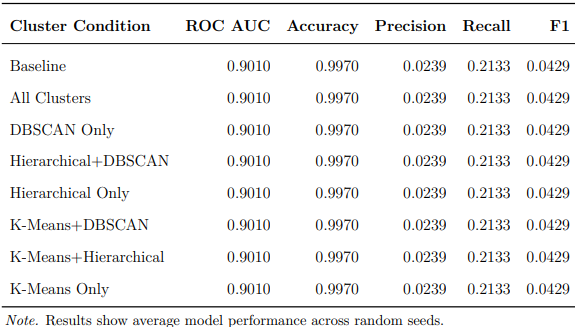 Cluster Condition ROC AUC Accuracy Precision Recall F1
Baseline 0.9010 0.9970 0.0239 0.2133 0.0429
All Clusters 0.9010 0.9970 0.0239 0.2133 0.0429
DBSCAN Only 0.9010 0.9970 0.0239 0.2133 0.0429
Hierarchical+DBSCAN 0.9010 0.9970 0.0239 0.2133 0.0429
Hierarchical Only 0.9010 0.9970 0.0239 0.2133 0.0429
K-Means+DBSCAN 0.9010 0.9970 0.0239 0.2133 0.0429
K-Means+Hierarchical 0.9010 0.9970 0.0239 0.2133 0.0429
K-Means Only 0.9010 0.9970 0.0239 0.2133 0.0429
Note. Results show average model performance across random seeds.